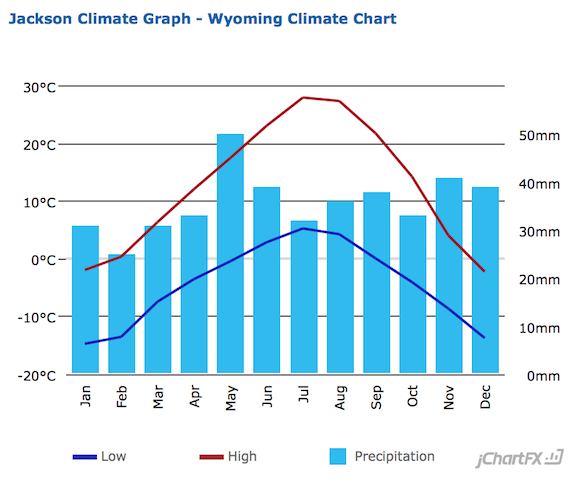 Jackson Climate Graph - Wyoming Climate Chart
30°C
20°C
10°C
0°C
-10°C
-20°C
50mm
40mm
30mm
20mm
10mm
0mm
Jan
Feb
Mar
Apr
May
Jun
Jul
Aug
Sep
Oct
Nov
Dec
Low
High
Precipitation
jChartFX